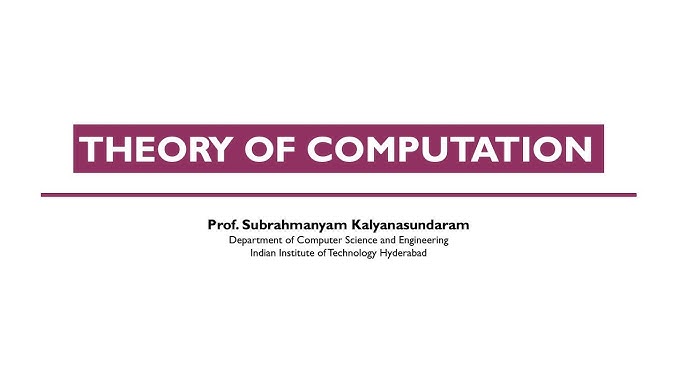 THEORY OF COMPUTATION
Prof. Subrahmanyam Kalyanasundaram
Department of Computer Science and Engineering
Indian Institute of Technology Hyderabad